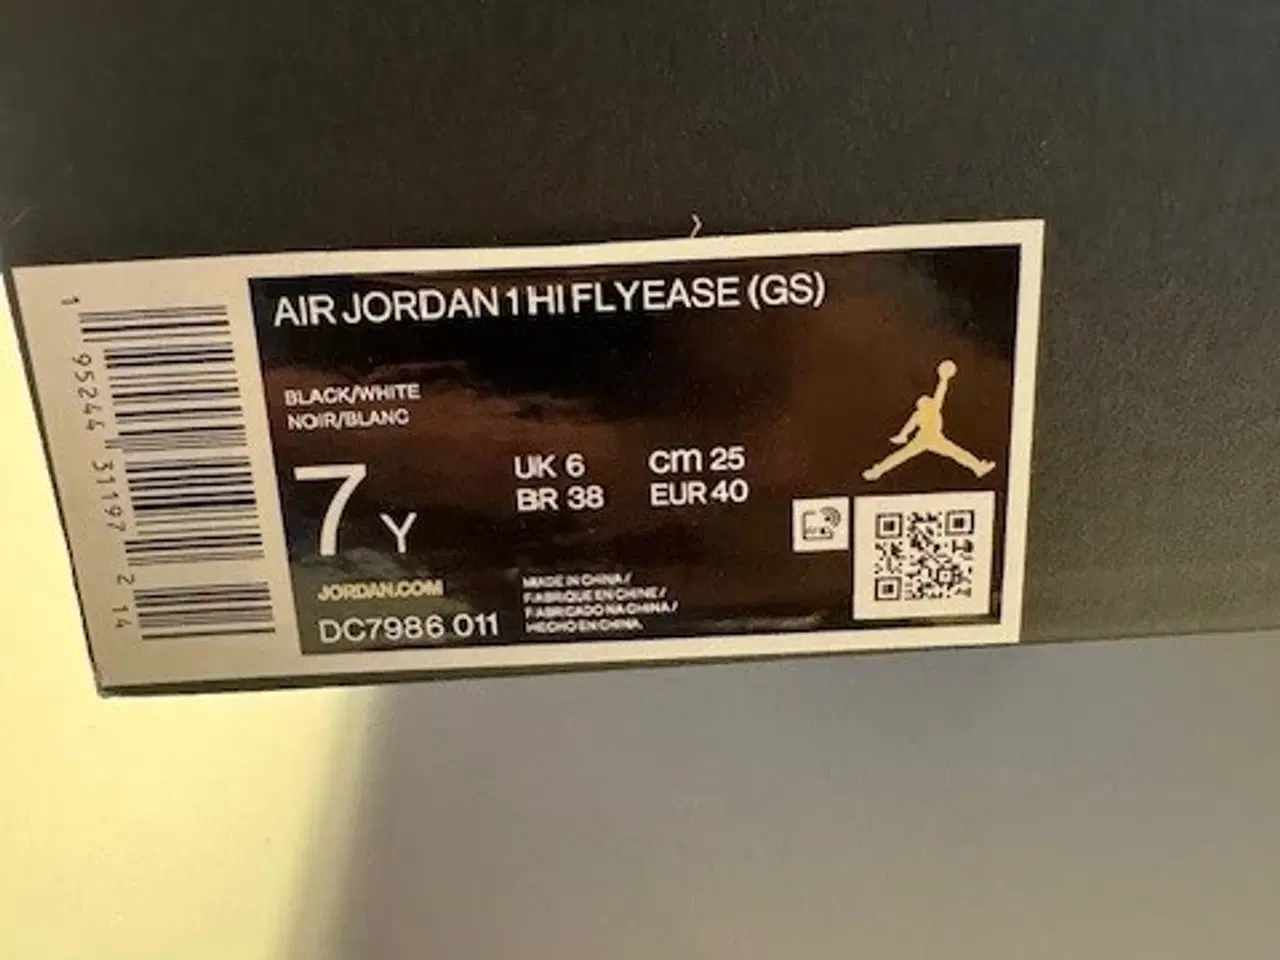 AIR JORDAN 1 HI FLYEASE (GS)
BLACK/WHITE
NOIR/BLANC
7 Y
UK 6 cm 25
BR 38 EUR 40
JORDAN.COM
DC7986 011
MADE IN CHINA /
FABRIQUE EN CHINE /
FABRICADO NA CHINA /
HECHO EN CHINA
1 95244 31197 2 14